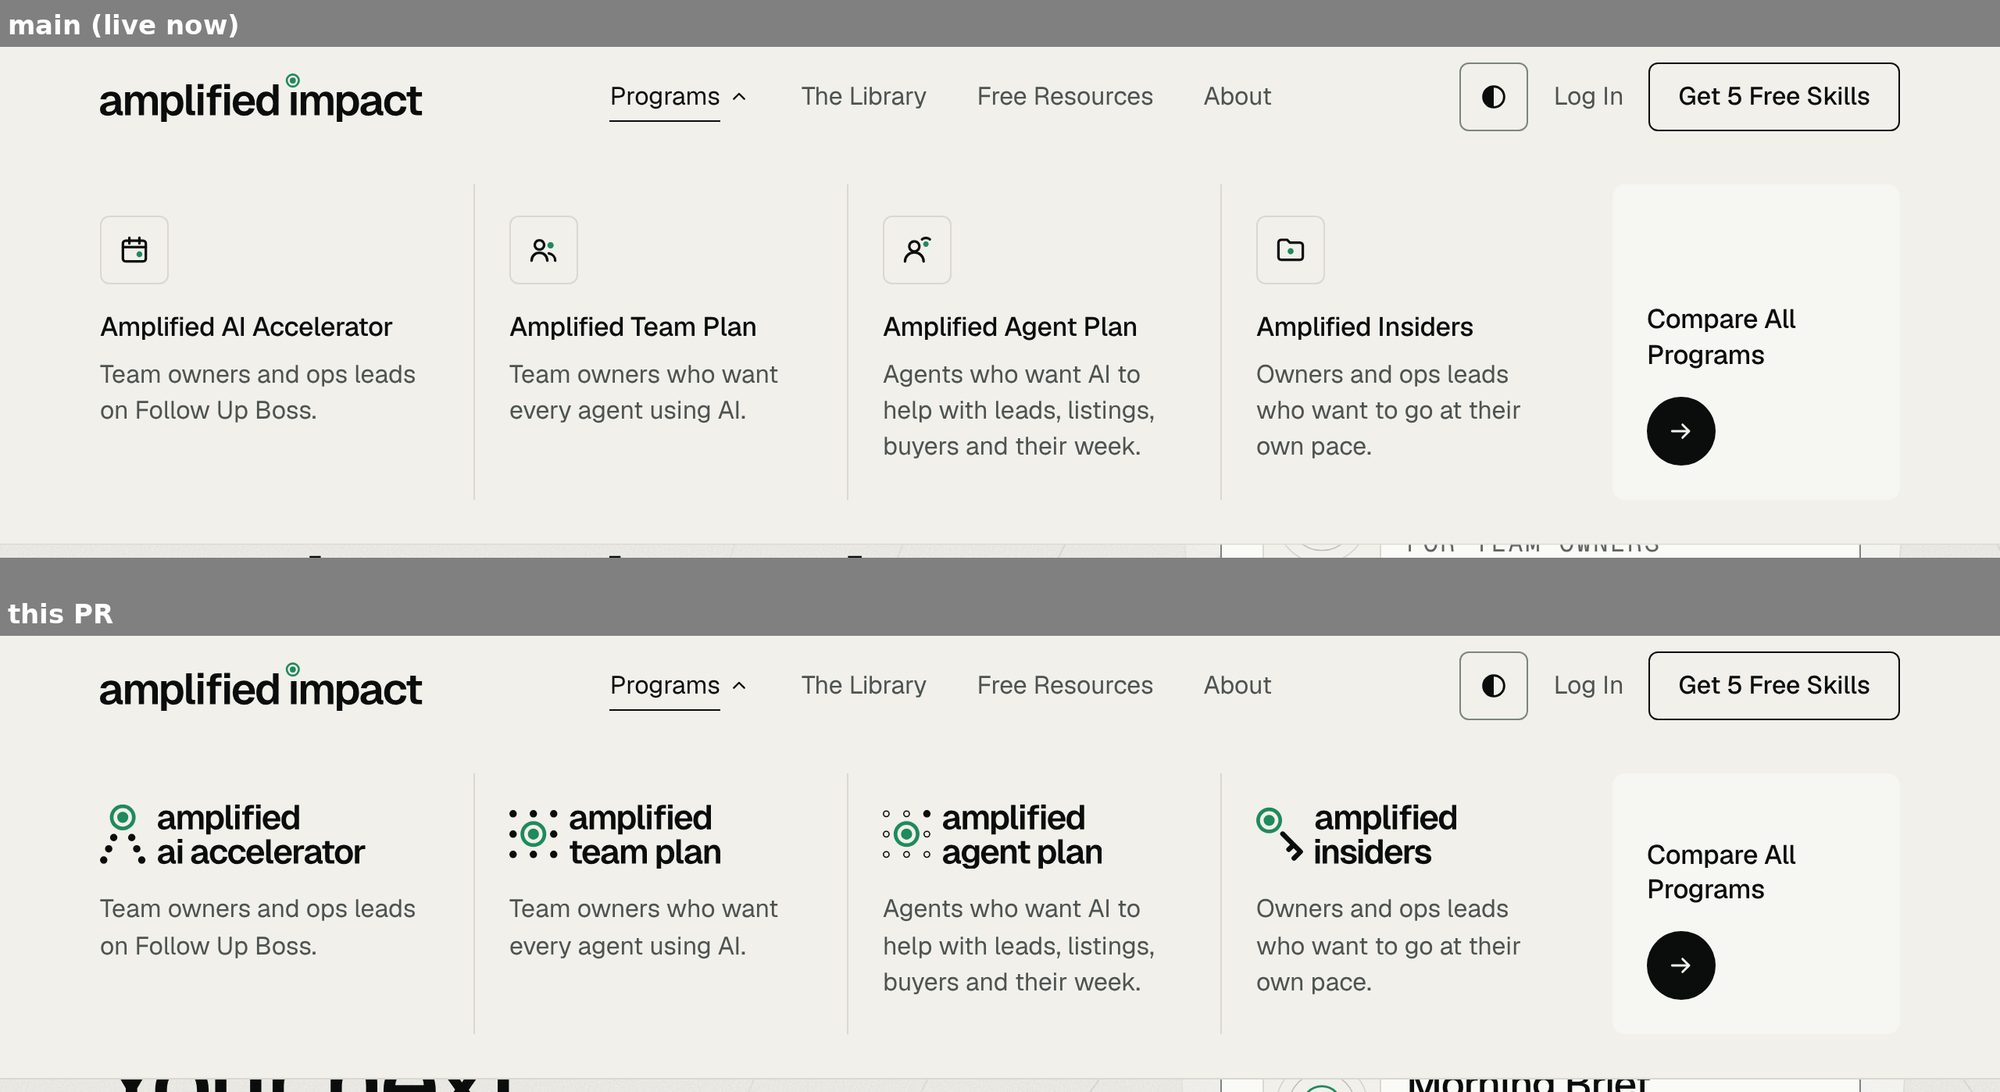 main (live now)
amplified impact
Programs
The Library
Free Resources
About
Log In
Get 5 Free Skills
Amplified AI Accelerator
Team owners and ops leads
on Follow Up Boss.
Amplified Team Plan
Team owners who want
every agent using AI.
Amplified Agent Plan
Agents who want AI to
help with leads, listings,
buyers and their week.
Amplified Insiders
Owners and ops leads
who want to go at their
own pace.
Compare All
Programs
FOR TEAM OWNERS
this PR
amplified impact
Programs
The Library
Free Resources
About
Log In
Get 5 Free Skills
amplified
ai accelerator
Team owners and ops leads
on Follow Up Boss.
amplified
team plan
Team owners who want
every agent using AI.
amplified
agent plan
Agents who want AI to
help with leads, listings,
buyers and their week.
amplified
insiders
Owners and ops leads
who want to go at their
own pace.
Compare All
Programs
Your next
Morning Brief